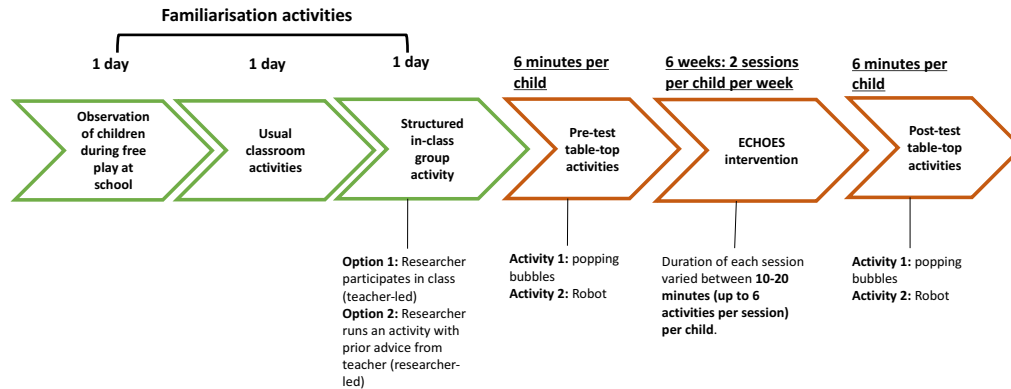 Familiarisation activities
1 day
1 day
1 day
6 minutes per
child
6 weeks: 2 sessions
per child per week
6 minutes per
child
Observation
of children
during free
play at
school
Usual
classroom
activities
Structured
in-class
group
activity
Pre-test
table-top
activities
ECHOES
intervention
Post-test
table-top
activities
Option 1: Researcher
participates in class
(teacher-led)
Option 2: Researcher
runs an activity with
prior advice from
teacher (researcher-
led)
Activity 1: popping
bubbles
Activity 2: Robot
Duration of each session
varied between 10-20
minutes (up to 6
activities per session)
per child.
Activity 1: popping
bubbles
Activity 2: Robot